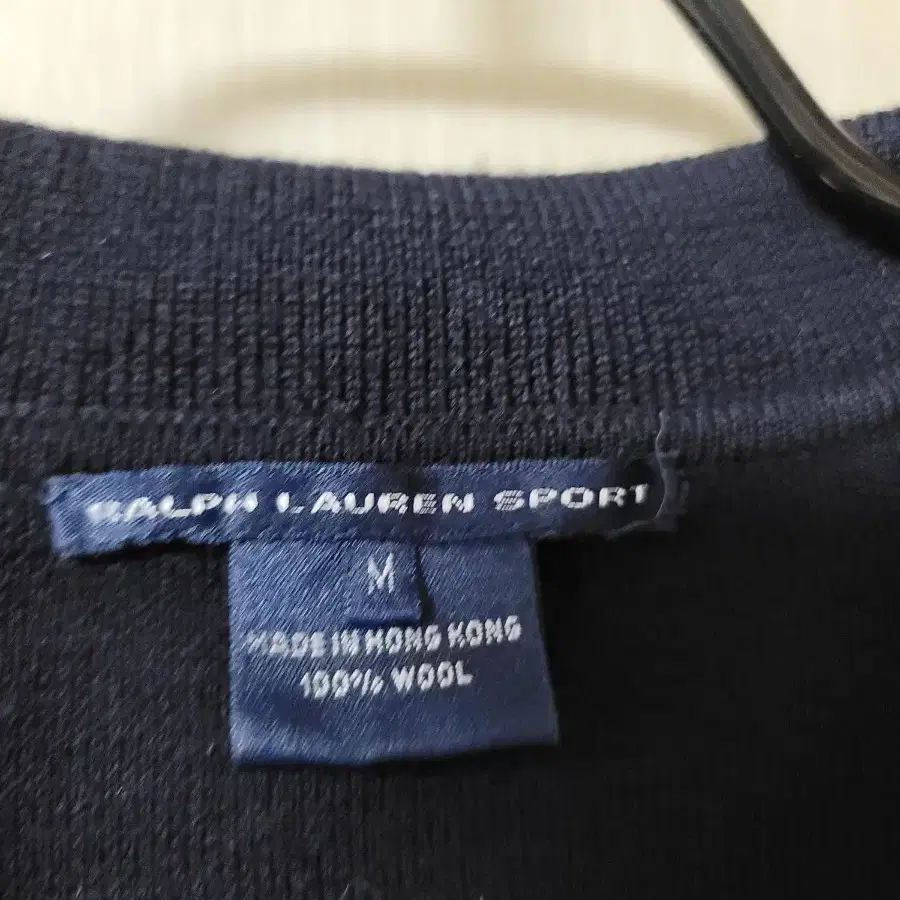 RALPH LAUREN SPORT
M
MADE IN HONG KONG
100% WOOL